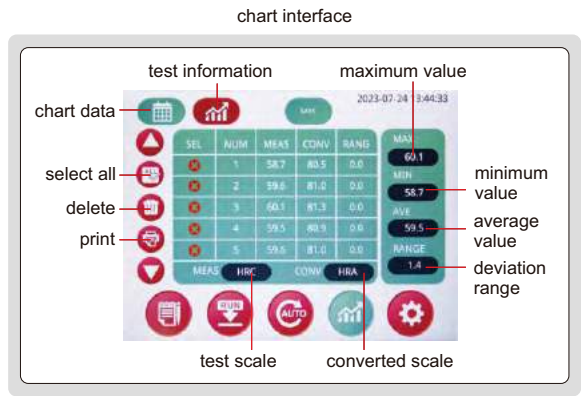 chart interface
test information
maximum value
chart data
2023-07-24 13:44:33
SAVE
SEL NUM MEAS CONV RANG
1 58.7 80.5 0.0
2 59.6 81.0 0.0
3 60.1 81.3 0.0
4 59.5 80.9 0.0
5 59.6 81.0 0.0
MEAS HRC CONV HRA
MAX
60.1
MIN
58.7
AVE
59.5
RANGE
1.4
select all
delete
print
minimum
value
average
value
deviation
range
RUN
AUTO
test scale
converted scale